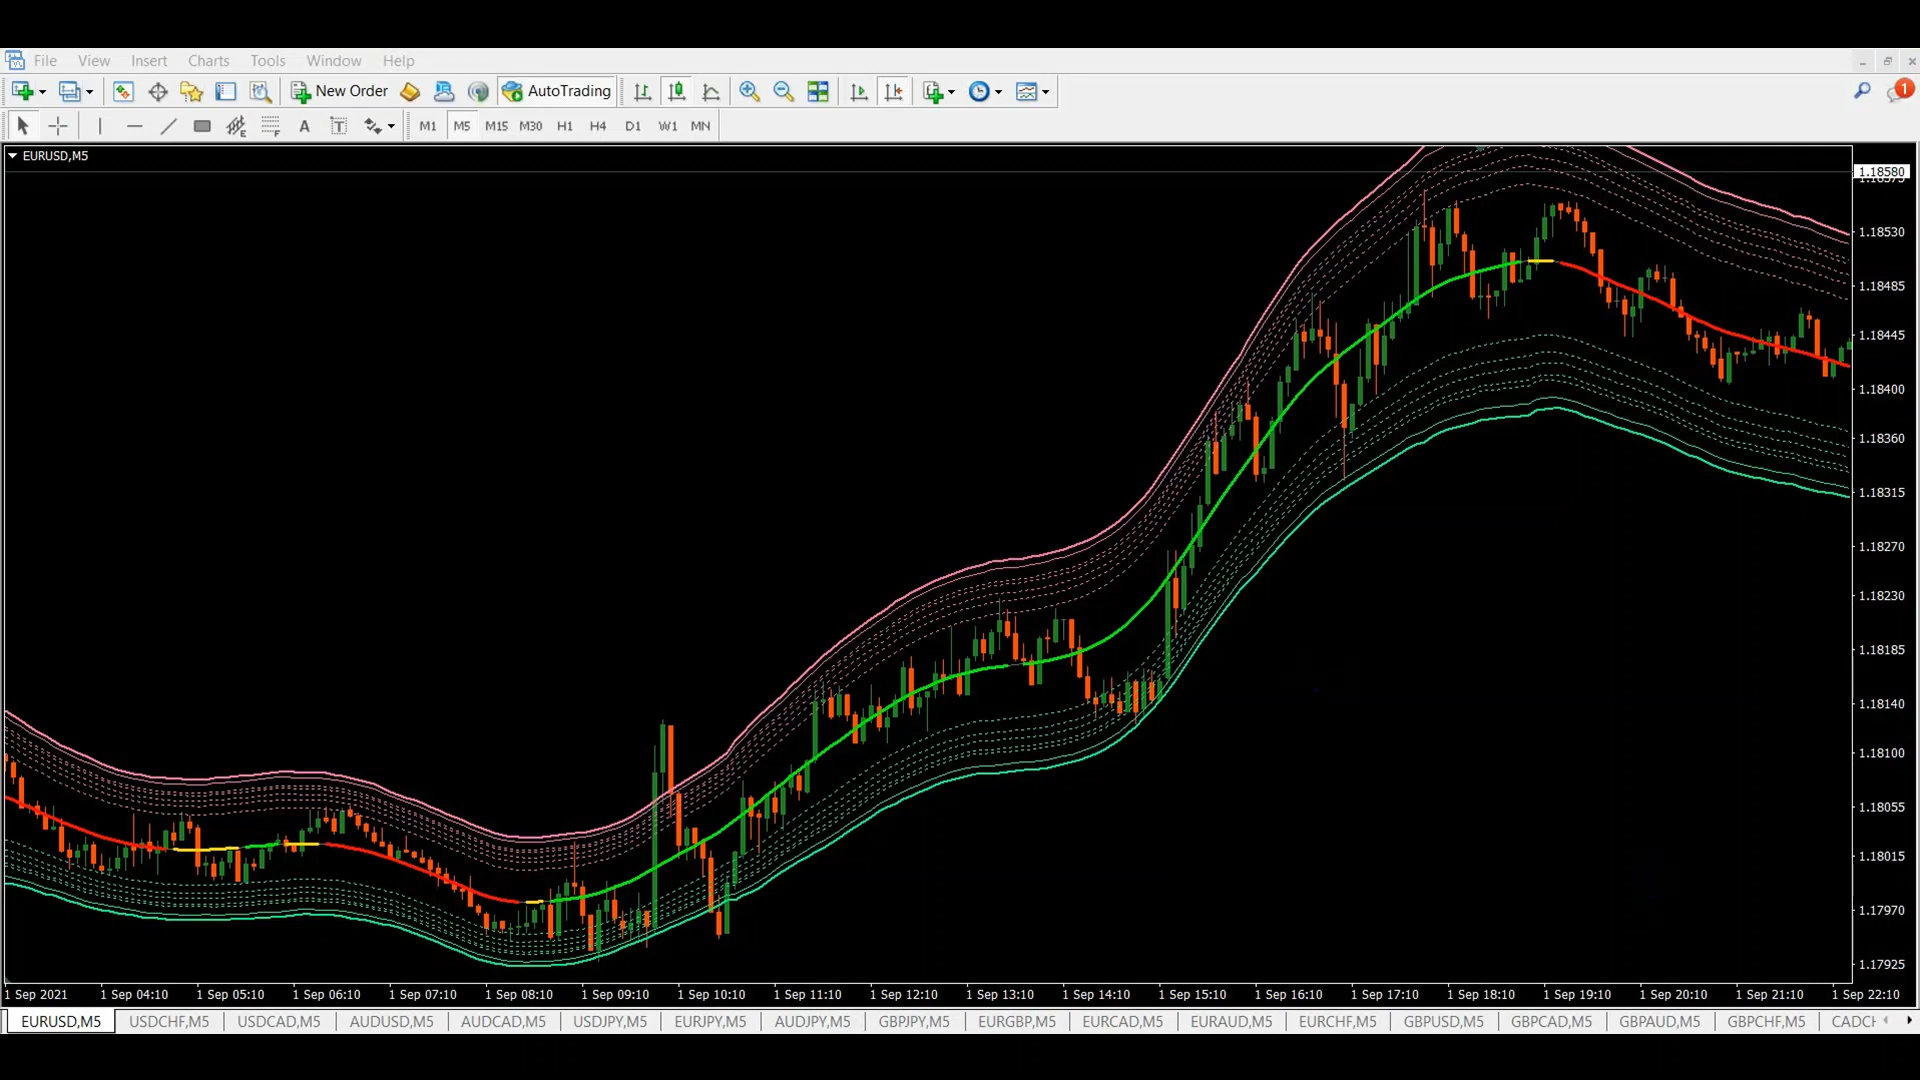 File View Insert Charts Tools Window Help
New Order AutoTrading 1
A T M1 M5 M15 M30 H1 H4 D1 W1 MN
EURUSD,M5
1.18580
1.18530
1.18485
1.18445
1.18400
1.18360
1.18315
1.18270
1.18230
1.18185
1.18140
1.18100
1.18055
1.18015
1.17970
1.17925
1 Sep 2021 1 Sep 04:10 1 Sep 05:10 1 Sep 06:10 1 Sep 07:10 1 Sep 08:10 1 Sep 09:10 1 Sep 10:10 1 Sep 11:10 1 Sep 12:10 1 Sep 13:10 1 Sep 14:10 1 Sep 15:10 1 Sep 16:10 1 Sep 17:10 1 Sep 18:10 1 Sep 19:10 1 Sep 20:10 1 Sep 21:10 1 Sep 22:10
EURUSD,M5 USDCHF,M5 USDCAD,M5 AUDUSD,M5 AUDCAD,M5 USDJPY,M5 EURJPY,M5 AUDJPY,M5 GBPJPY,M5 EURGBP,M5 EURCAD,M5 EURAUD,M5 EURCHF,M5 GBPUSD,M5 GBPCAD,M5 GBPAUD,M5 GBPCHF,M5 CADCH